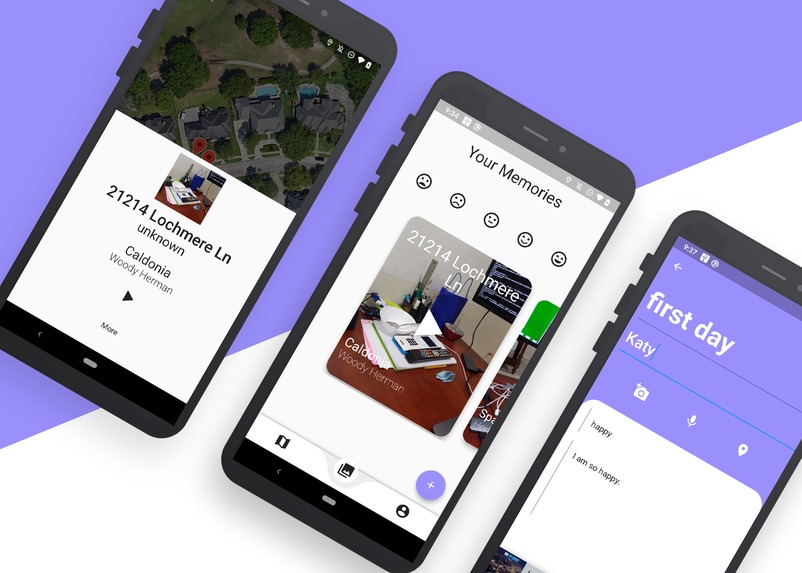 21214 Lochmere Ln
unknown
Caldonia
Woody Herman
More
9:34
Your Memories
21214 Lochmere
Ln
Caldonia
Woody Herman
Spa
+
9:37
first day
Katy
happy
I am so happy.